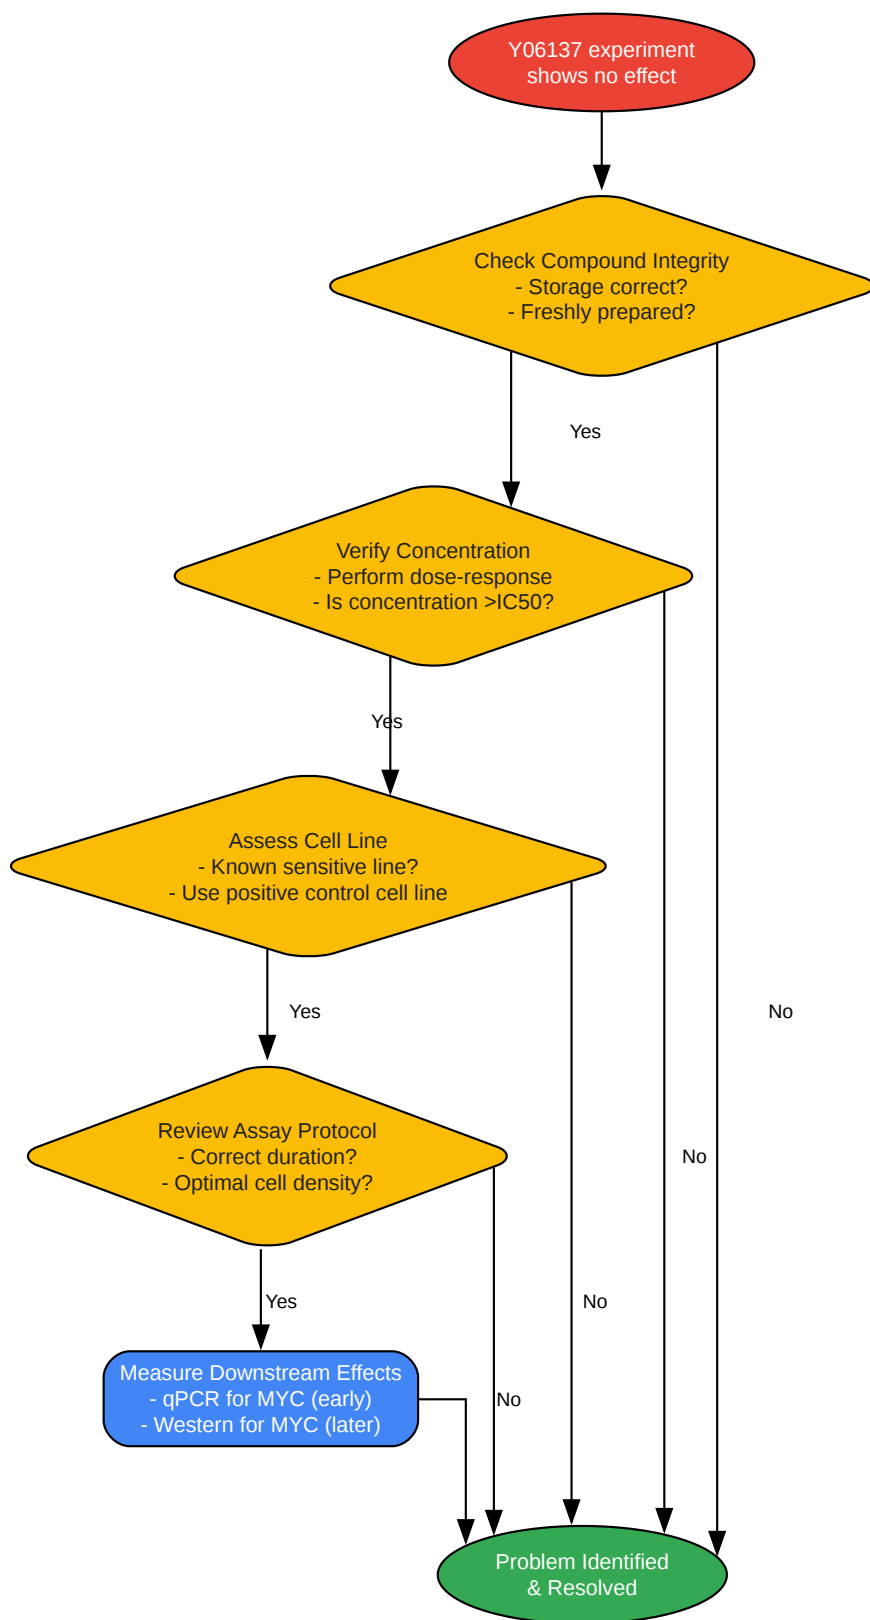 Y06137 experiment
shows no effect
Check Compound Integrity
- Storage correct?
- Freshly prepared?
Yes
Verify Concentration
- Perform dose-response
- Is concentration >IC50?
Yes
Assess Cell Line
- Known sensitive line?
- Use positive control cell line
Yes
No
Review Assay Protocol
- Correct duration?
- Optimal cell density?
No
Yes
No
Measure Downstream Effects
- qPCR for MYC (early)
- Western for MYC (later)
No
Problem Identified
& Resolved